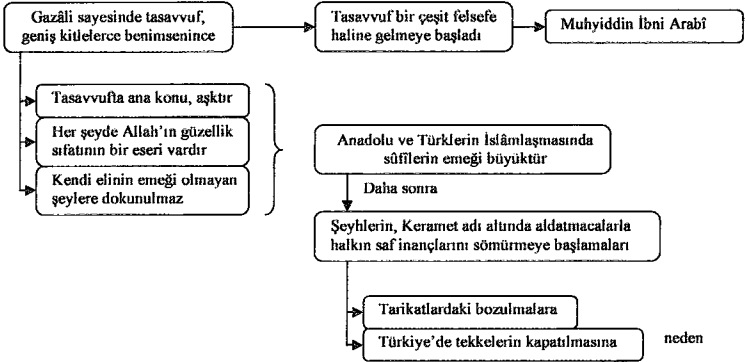 Gazâli sayesinde tasavvuf,
geniş kitlelerce benimsenince
Tasavvuf bir çeşit felsefe
haline gelmeye başladı
Muhyiddin İbni Arabî
Tasavvufta ana konu, aşktır
Her şeyde Allah'ın güzellik
sıfatının bir eseri vardır
Kendi elinin emeği olmayan
şeylere dokunulmaz
Anadolu ve Türklerin İslâmlaşmasında
sûfîlerin emeği büyüktür
Daha sonra
Şeyhlerin, Keramet adı altında aldatmacalarla
halkın saf inançlarını sömürmeye başlamaları
Tarikatlardaki bozulmalara
Türkiye'de tekkelerin kapatılmasına
neden